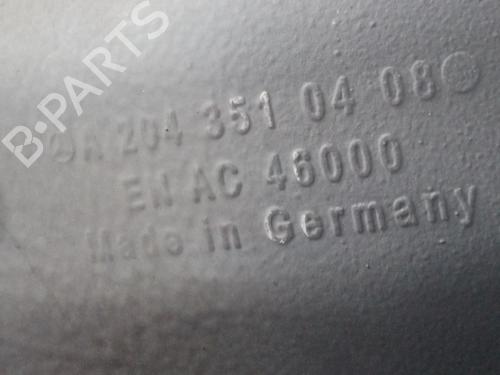 B-PARTS
A 204 351 04 08
EN AC 46000
Made in Germany